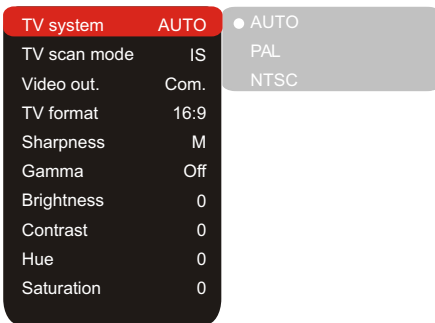 TV system AUTO
TV scan mode IS
Video out. Com.
TV format 16:9
Sharpness M
Gamma Off
Brightness 0
Contrast 0
Hue 0
Saturation 0
AUTO
PAL
NTSC